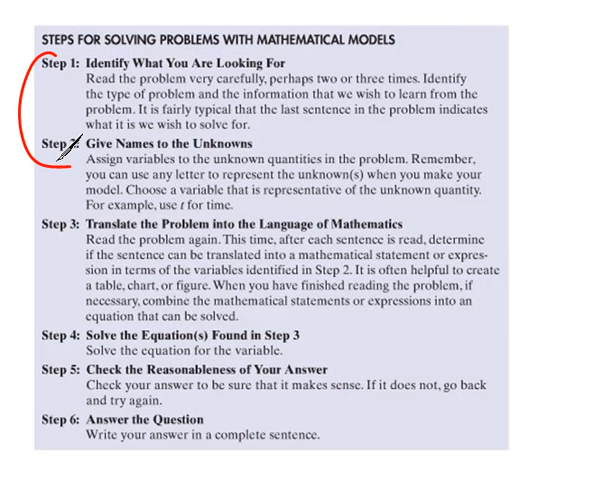 STEPS FOR SOLVING PROBLEMS WITH MATHEMATICAL MODELS
Step 1: Identify What You Are Looking For
Read the problem very carefully, perhaps two or three times. Identify
the type of problem and the information that we wish to learn from the
problem. It is fairly typical that the last sentence in the problem indicates
what it is we wish to solve for.
Step 2: Give Names to the Unknowns
Assign variables to the unknown quantities in the problem. Remember,
you can use any letter to represent the unknown(s) when you make your
model. Choose a variable that is representative of the unknown quantity.
For example, use t for time.
Step 3: Translate the Problem into the Language of Mathematics
Read the problem again. This time, after each sentence is read, determine
if the sentence can be translated into a mathematical statement or expres-
sion in terms of the variables identified in Step 2. It is often helpful to create
a table, chart, or figure. When you have finished reading the problem, if
necessary, combine the mathematical statements or expressions into an
equation that can be solved.
Step 4: Solve the Equation(s) Found in Step 3
Solve the equation for the variable.
Step 5: Check the Reasonableness of Your Answer
Check your answer to be sure that it makes sense. If it does not, go back
and try again.
Step 6: Answer the Question
Write your answer in a complete sentence.